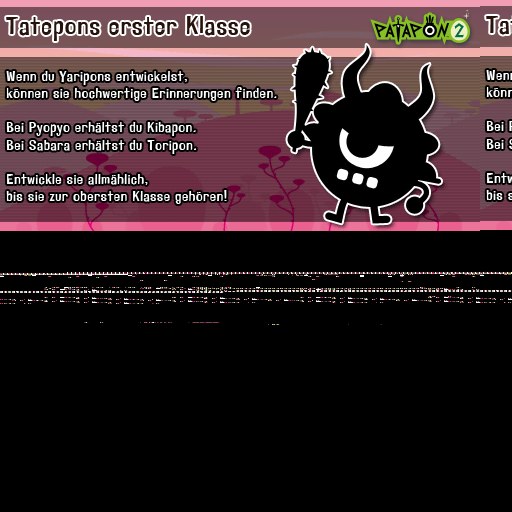 Tatepons erster Klasse
PATAPON 2
Wenn du Yaripons entwickelst,
können sie hochwertige Erinnerungen finden.
Bei Pyopyo erhältst du Kibapon.
Bei Sabara erhältst du Toripon.
Entwickle sie allmählich,
bis sie zur obersten Klasse gehören!